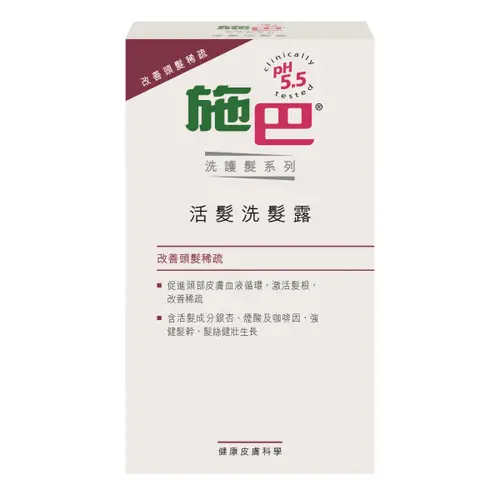 改善頭髮稀疏
clinically
pH
5.5
tested
施巴®
洗護髮系列
活髮洗髮露
改善頭髮稀疏
促進頭部皮膚血液循環，激活髮根，
改善稀疏
含活髮成分銀杏、煙酸及咖啡因，強
健髮幹，髮絲健壯生長
健康皮膚科學